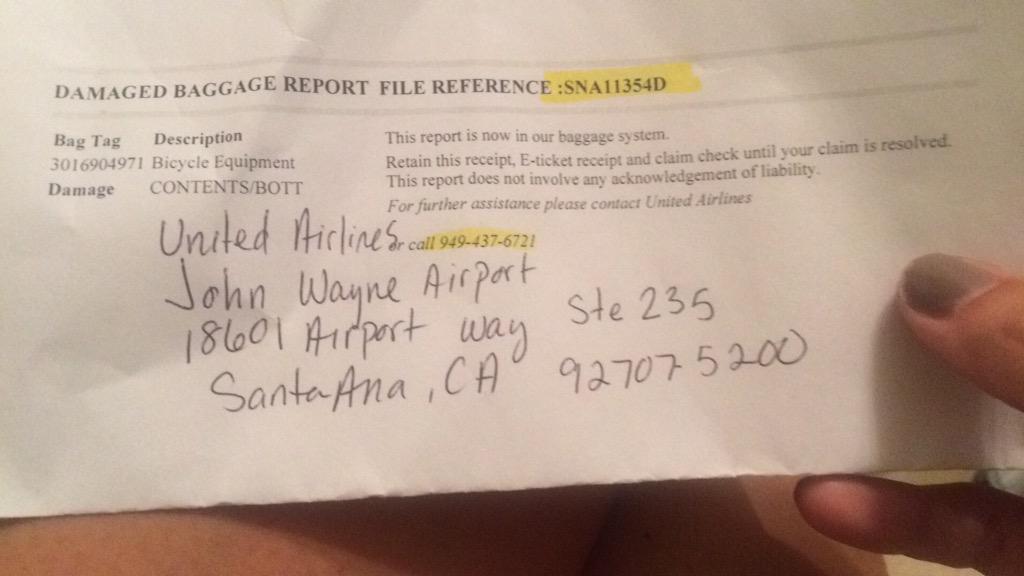 DAMAGED BAGGAGE REPORT FILE REFERENCE :SNA11354D
Bag Tag Description
3016904971 Bicycle Equipment
Damage CONTENTS/BOTT
This report is now in our baggage system.
Retain this receipt, E-ticket receipt and claim check until your claim is resolved.
This report does not involve any acknowledgement of liability.
For further assistance please contact United Airlines
or call 949-437-6721
United Airlines
John Wayne Airport
18601 Airport way Ste 235
Santa Ana, CA 92707 5200